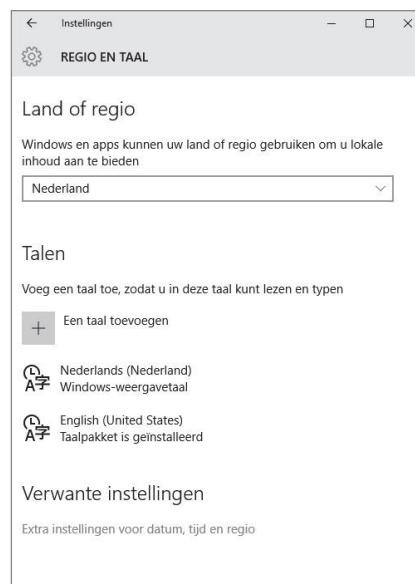 Instellingen
REGIO EN TAAL
Land of regio
Windows en apps kunnen uw land of regio gebruiken om u lokale
inhoud aan te bieden
Nederland
Talen
Voeg een taal toe, zodat u in deze taal kunt lezen en typen
Een taal toevoegen
Nederlands (Nederland)
Windows-weergavetaal
English (United States)
Taalpakket is geïnstalleerd
Verwante instellingen
Extra instellingen voor datum, tijd en regio